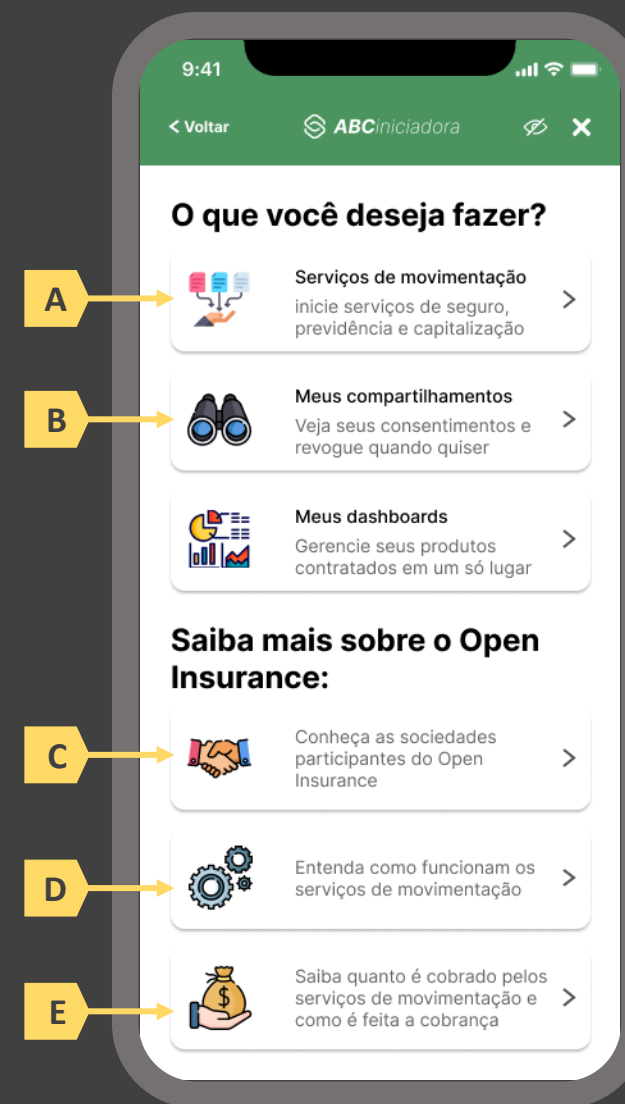 9:41
< Voltar
ABCiniciadora
O que você deseja fazer?
A
Serviços de movimentação
inicie serviços de seguro,
previdência e capitalização
B
Meus compartilhamentos
Veja seus consentimentos e
revogue quando quiser
Meus dashboards
Gerencie seus produtos
contratados em um só lugar
Saiba mais sobre o Open
Insurance:
C
Conheça as sociedades
participantes do Open
Insurance
D
Entenda como funcionam os
serviços de movimentação
E
$
Saiba quanto é cobrado pelos
serviços de movimentação e
como é feita a cobrança